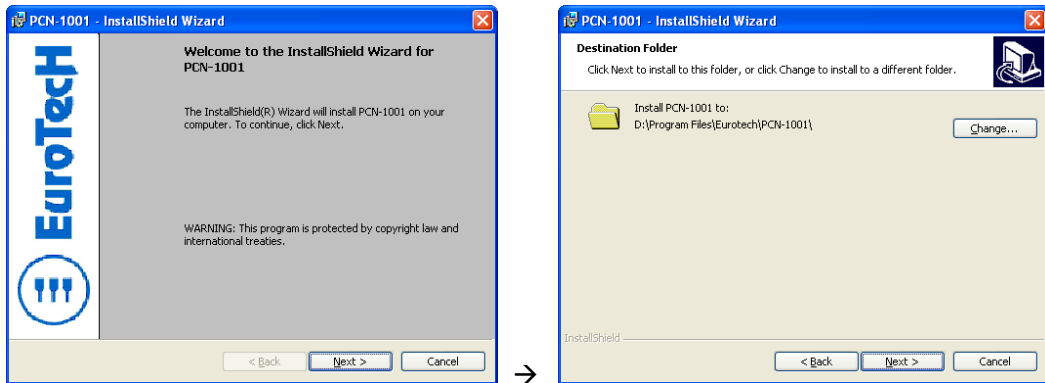 PCN-1001 - InstallShield Wizard
EuroTecH
Welcome to the InstallShield Wizard for
PCN-1001
The InstallShield(R) Wizard will install PCN-1001 on your
computer. To continue, click Next.
WARNING: This program is protected by copyright law and
international treaties.
< Back
Next >
Cancel
→
PCN-1001 - InstallShield Wizard
Destination Folder
Click Next to install to this folder, or click Change to install to a different folder.
Install PCN-1001 to:
D:\Program Files\Eurotech\PCN-1001\
Change...
InstallShield
< Back
Next >
Cancel